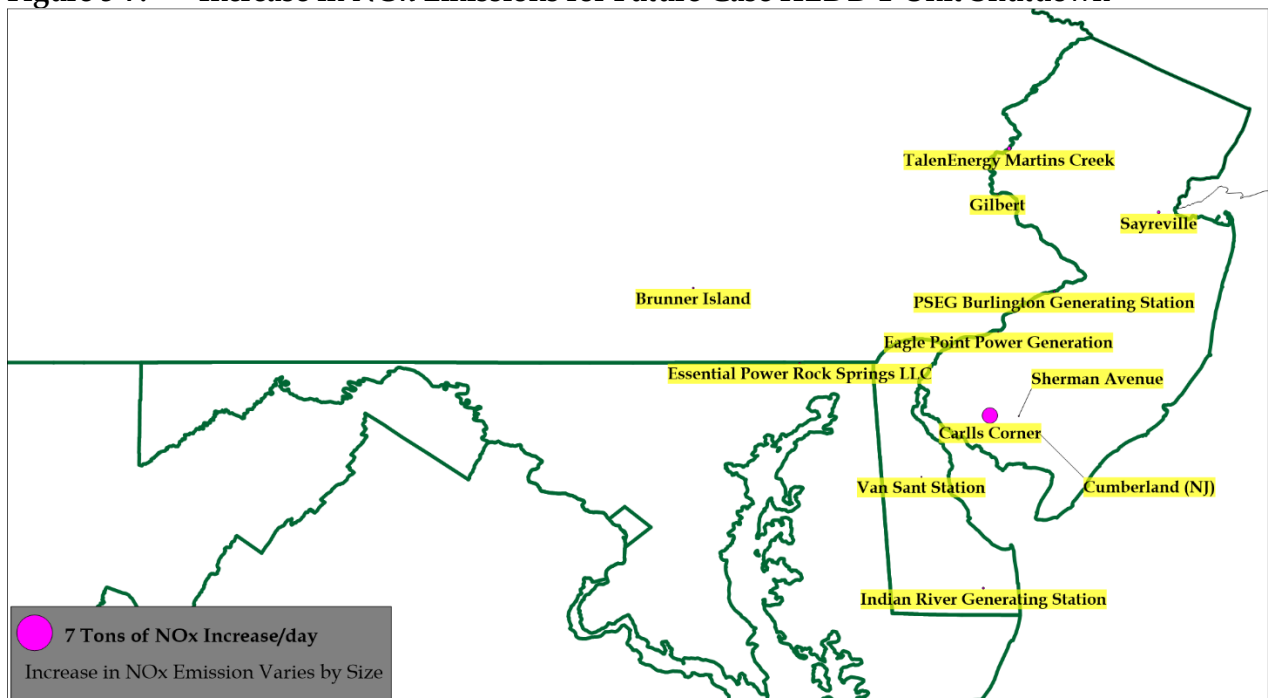 Figure Increase in NOx Emissions for Future Case Unit Shutdown
TalenEnergy Martins Creek
Gilbert
Sayreville
Brunner Island
PSEG Burlington Generating Station
Eagle Point Power Generation
Essential Power Rock Springs LLC
Sherman Avenue
Carlls Corner
Van Sant Station
Cumberland (NJ)
Indian River Generating Station
7 Tons of NOx Increase/day
Increase in NOx Emission Varies by Size